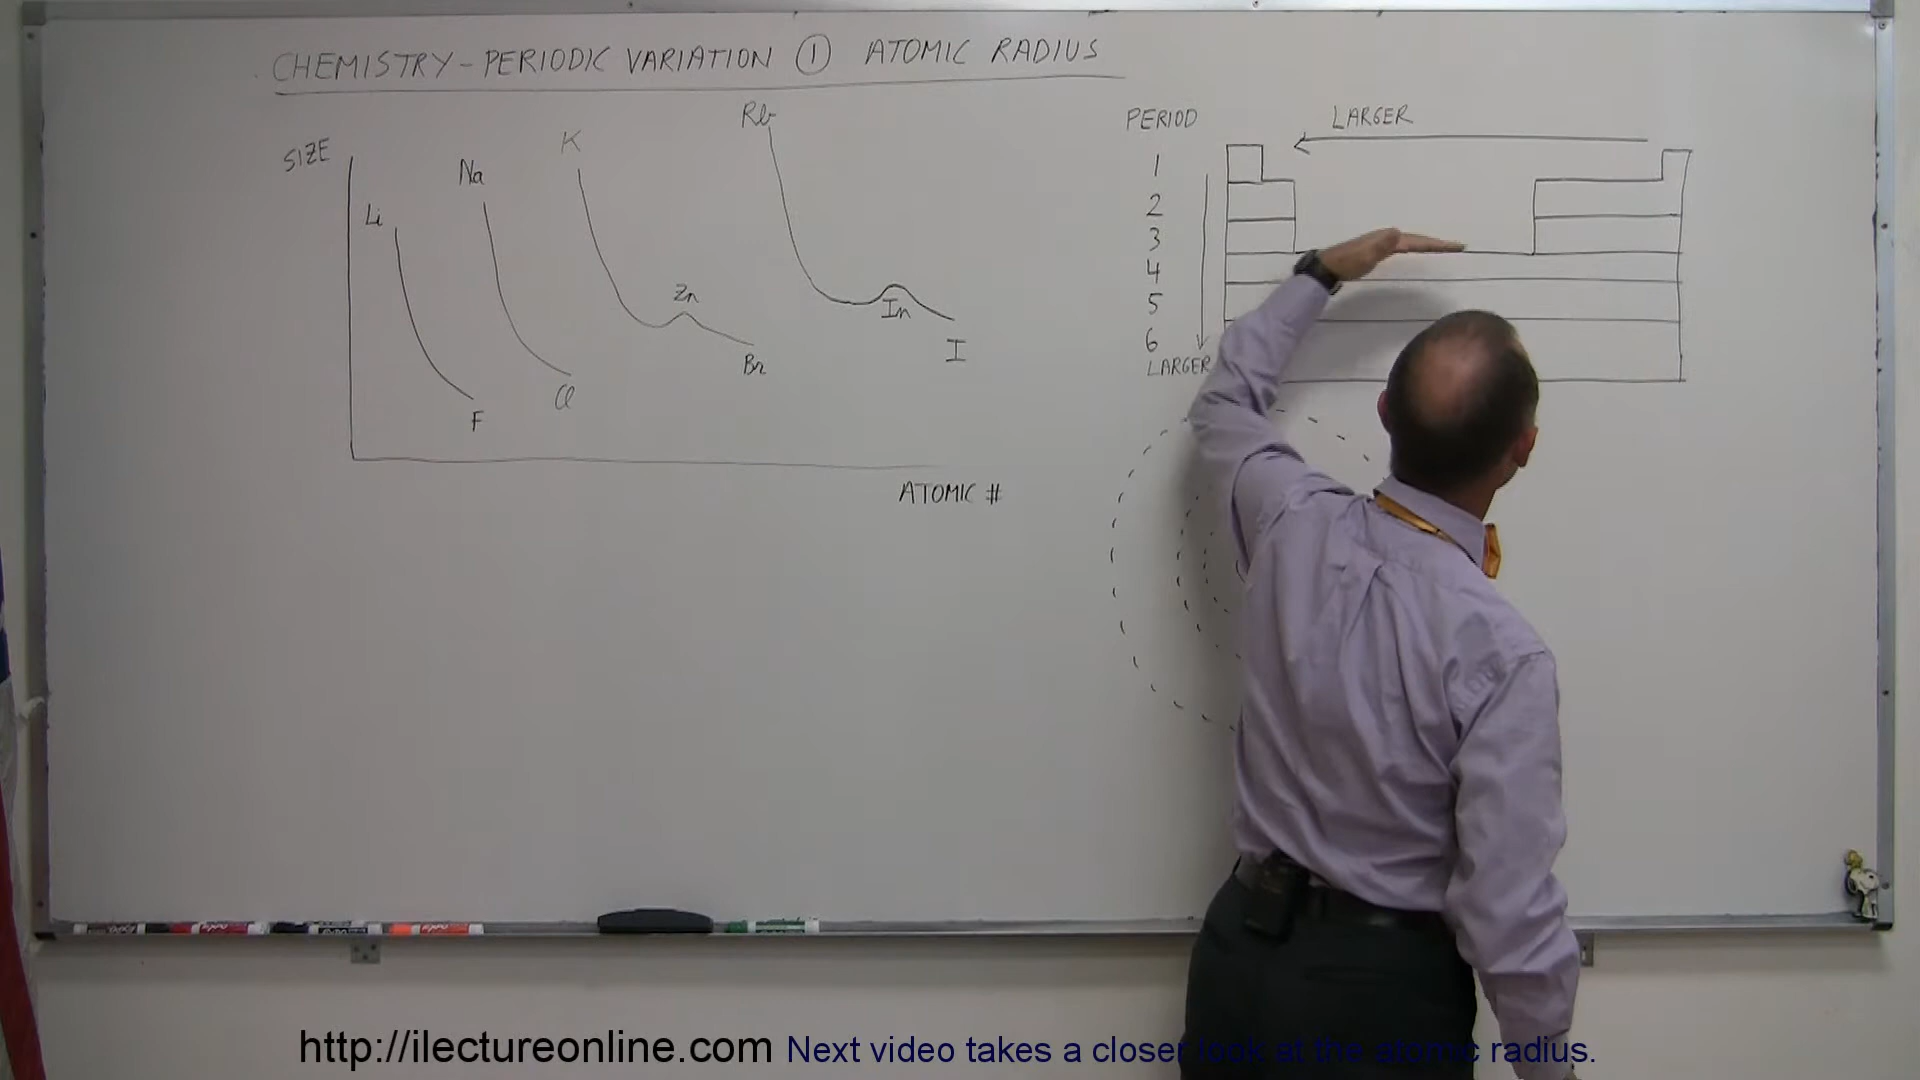 CHEMISTRY - PERIODIC VARIATION ① ATOMIC RADIUS
SIZE
Li
Na
K
Rb
Zn
In
F
Cl
Br
I
ATOMIC #
PERIOD
LARGER
1
2
3
4
5
6
LARGER
http://ilectureonline.com Next video takes a closer look at the atomic radius.